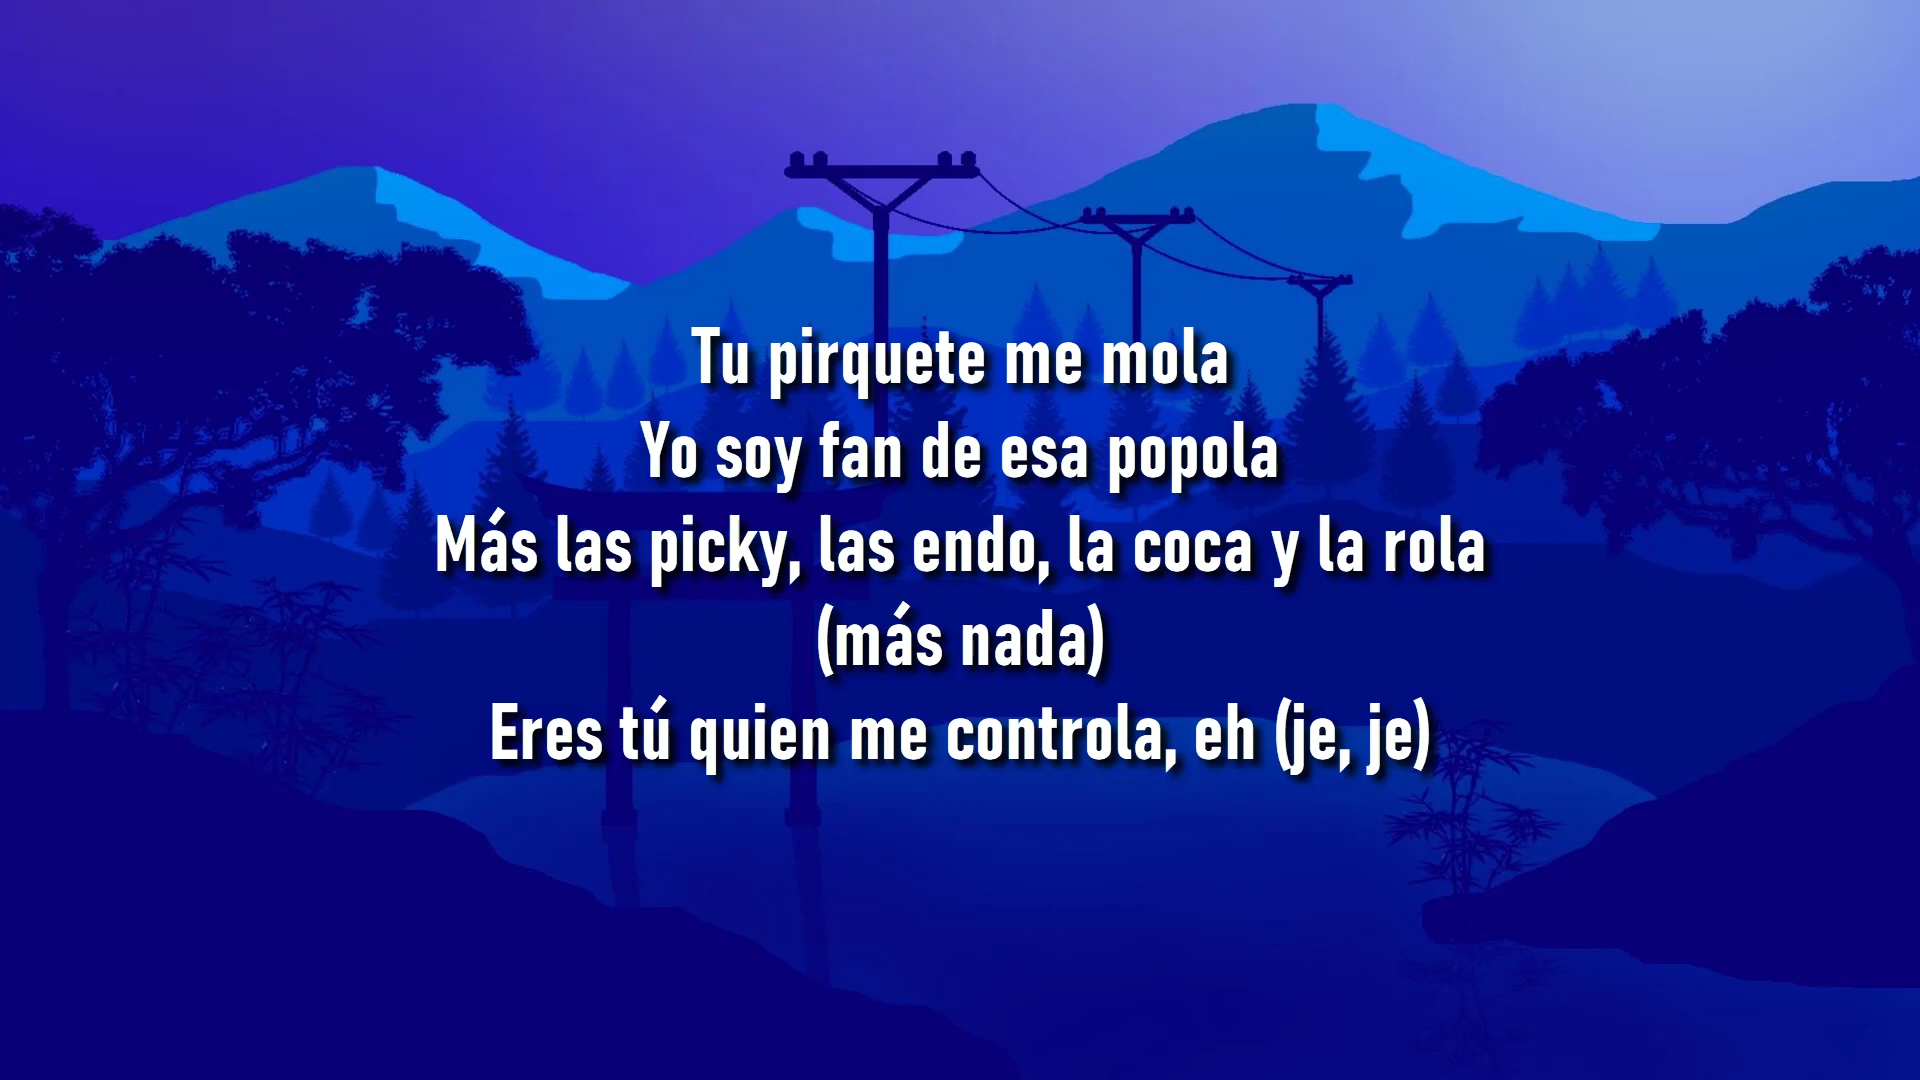 Tu pirquete me mola
Yo soy fan de esa popola
Más las picky, las endo, la coca y la rola
(más nada)
Eres tú quien me controla, eh (je, je)